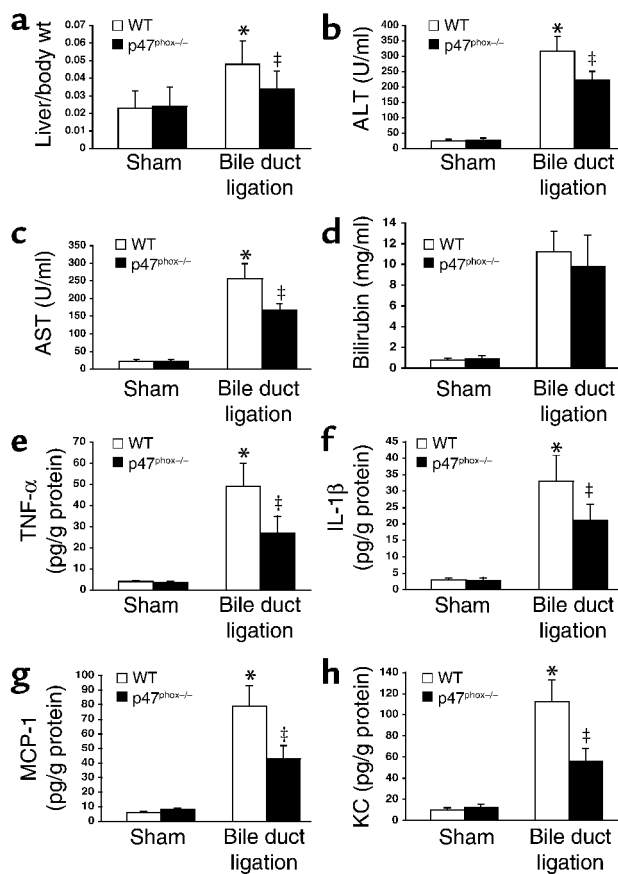 a
Liver/body wt
0.07
0.06
0.05
0.04
0.03
0.02
0.01
0
WT
p47phox–/–
*
‡
Sham
Bile duct
ligation
b
ALT (U/ml)
400
350
300
250
200
150
100
50
0
WT
p47phox–/–
*
‡
Sham
Bile duct
ligation
c
AST (U/ml)
350
300
250
200
150
100
50
0
WT
p47phox–/–
*
‡
Sham
Bile duct
ligation
d
Bilirubin (mg/ml)
14
12
10
8
6
4
2
0
WT
p47phox–/–
Sham
Bile duct
ligation
e
TNF-α
(pg/g protein)
70
60
50
40
30
20
10
0
WT
p47phox–/–
*
‡
Sham
Bile duct
ligation
f
IL-1β
(pg/g protein)
45
40
35
30
25
20
15
10
5
0
WT
p47phox–/–
*
‡
Sham
Bile duct
ligation
g
MCP-1
(pg/g protein)
100
90
80
70
60
50
40
30
20
10
0
WT
p47phox–/–
*
‡
Sham
Bile duct
ligation
h
KC
(pg/g protein)
140
120
100
80
60
40
20
0
WT
p47phox–/–
*
‡
Sham
Bile duct
ligation